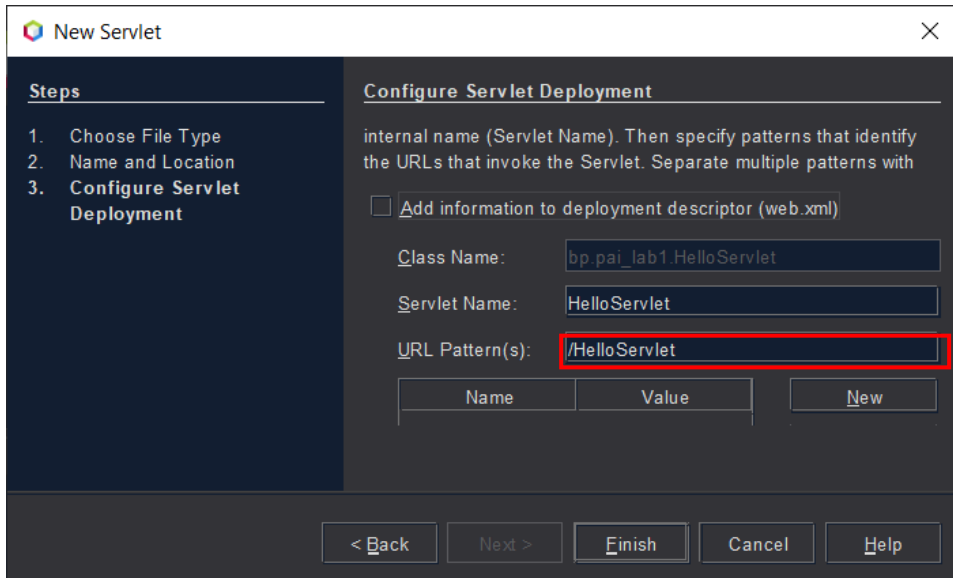 New Servlet
Steps
1. Choose File Type
2. Name and Location
3. Configure Servlet
Deployment
Configure Servlet Deployment
internal name (Servlet Name). Then specify patterns that identify
the URLs that invoke the Servlet. Separate multiple patterns with
Add information to deployment descriptor (web.xml)
Class Name: bp.pai_lab1.HelloServlet
Servlet Name: HelloServlet
URL Pattern(s): /HelloServlet
Name Value New
< Back Next > Finish Cancel Help